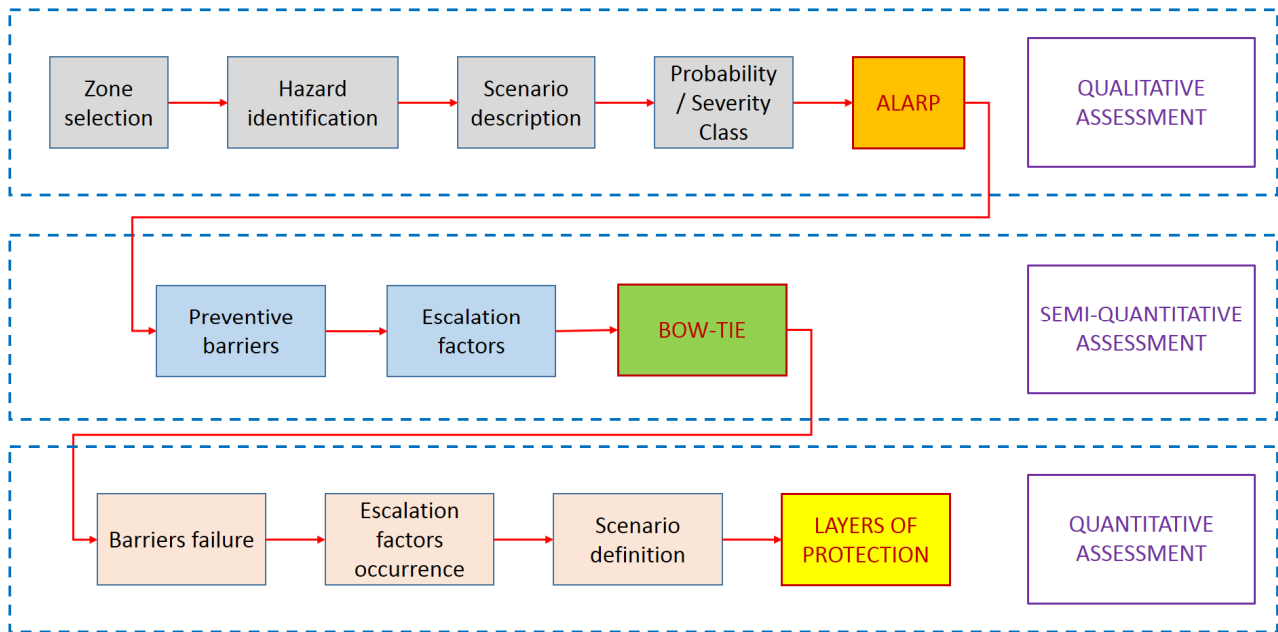 Zone
selection
Hazard
identification
Scenario
description
Probability
/ Severity
Class
ALARP
QUALITATIVE
ASSESSMENT
Preventive
barriers
Escalation
factors
BOW-TIE
SEMI-QUANTITATIVE
ASSESSMENT
Barriers failure
Escalation
factors
occurrence
Scenario
definition
LAYERS OF
PROTECTION
QUANTITATIVE
ASSESSMENT